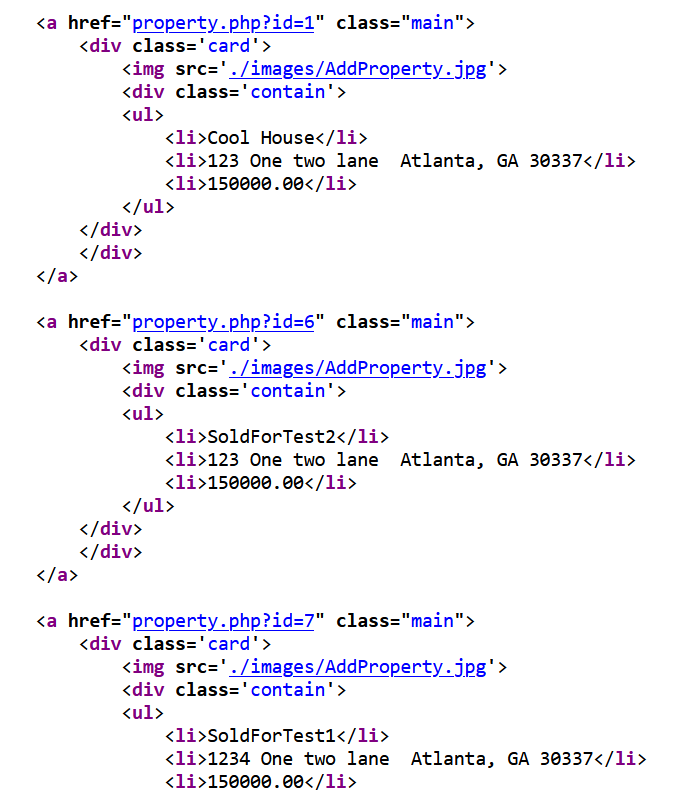 <a href="property.php?id=1" class="main">
    <div class='card'>
        <img src='./images/AddProperty.jpg'>
        <div class='contain'>
        <ul>
            <li>Cool House</li>
            <li>123 One two lane  Atlanta, GA 30337</li>
            <li>150000.00</li>
        </ul>
    </div>
    </div>
</a>

<a href="property.php?id=6" class="main">
    <div class='card'>
        <img src='./images/AddProperty.jpg'>
        <div class='contain'>
        <ul>
            <li>SoldForTest2</li>
            <li>123 One two lane  Atlanta, GA 30337</li>
            <li>150000.00</li>
        </ul>
    </div>
    </div>
</a>

<a href="property.php?id=7" class="main">
    <div class='card'>
        <img src='./images/AddProperty.jpg'>
        <div class='contain'>
        <ul>
            <li>SoldForTest1</li>
            <li>1234 One two lane  Atlanta, GA 30337</li>
            <li>150000.00</li>